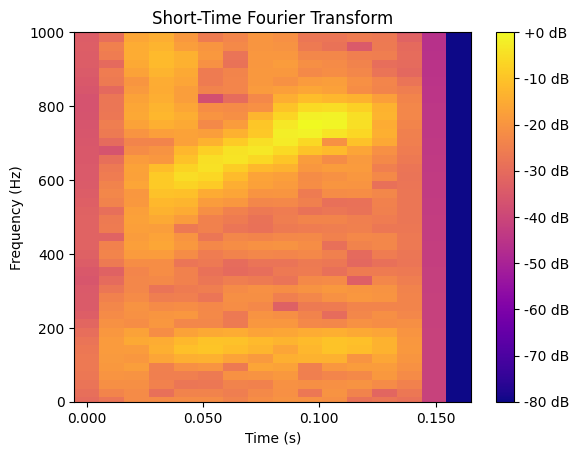 Short-Time Fourier Transform
1000
800
600
400
200
0
Frequency (Hz)
0.000
0.050
0.100
0.150
Time (s)
+0 dB
-10 dB
-20 dB
-30 dB
-40 dB
-50 dB
-60 dB
-70 dB
-80 dB